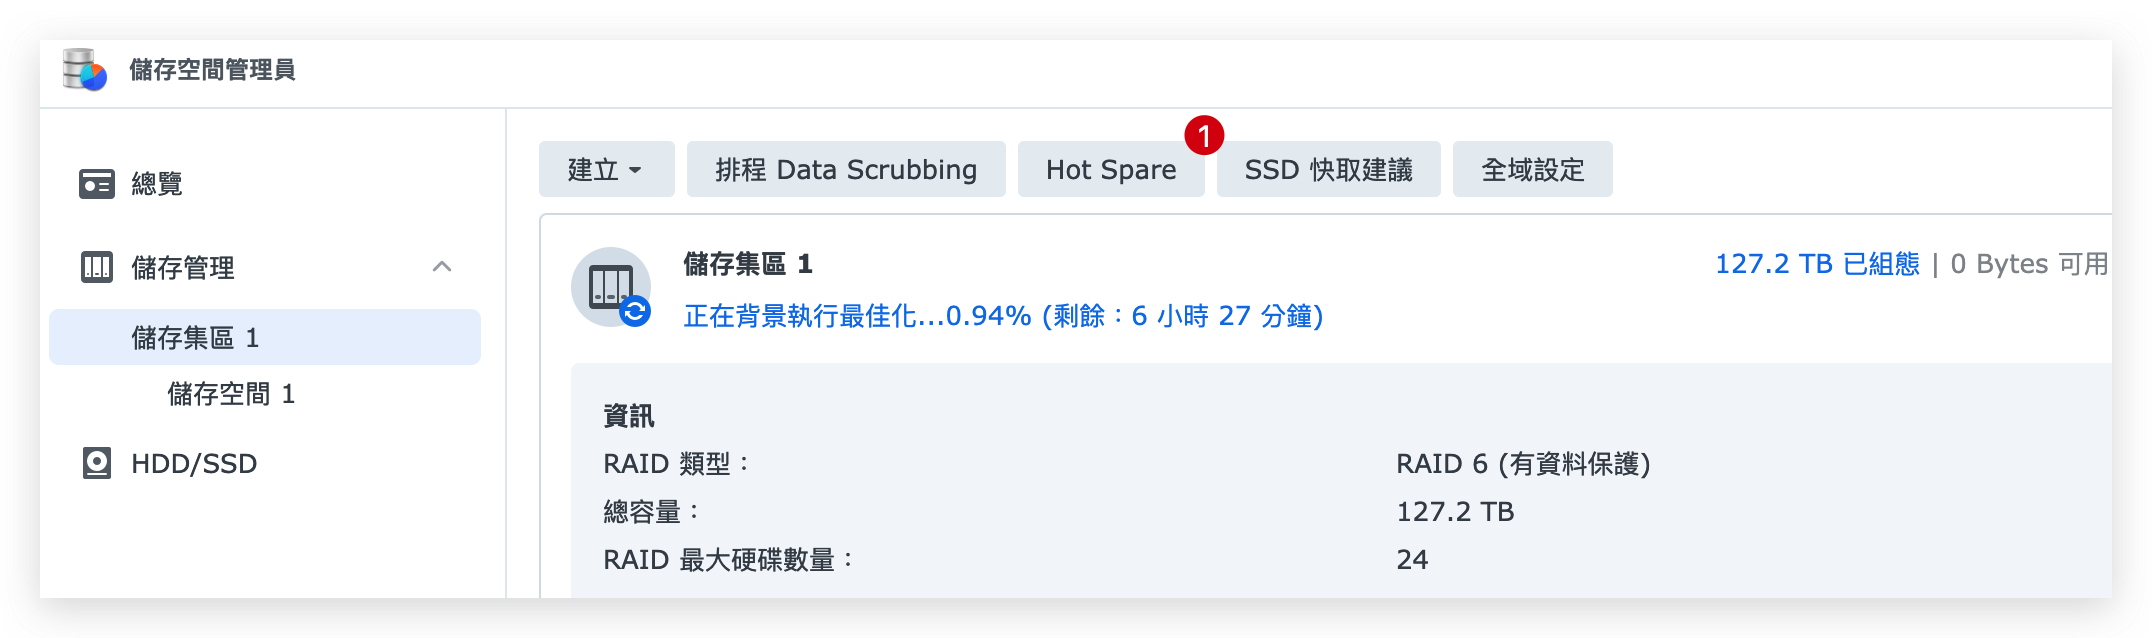 儲存空間管理員
總覽
儲存管理
儲存集區 1
儲存空間 1
HDD/SSD
建立
排程 Data Scrubbing
Hot Spare
1
SSD 快取建議
全域設定
儲存集區 1
127.2 TB 已組態 | 0 Bytes 可用
正在背景執行最佳化...0.94% (剩餘：6 小時 27 分鐘)
資訊
RAID 類型： RAID 6 (有資料保護)
總容量： 127.2 TB
RAID 最大硬碟數量： 24